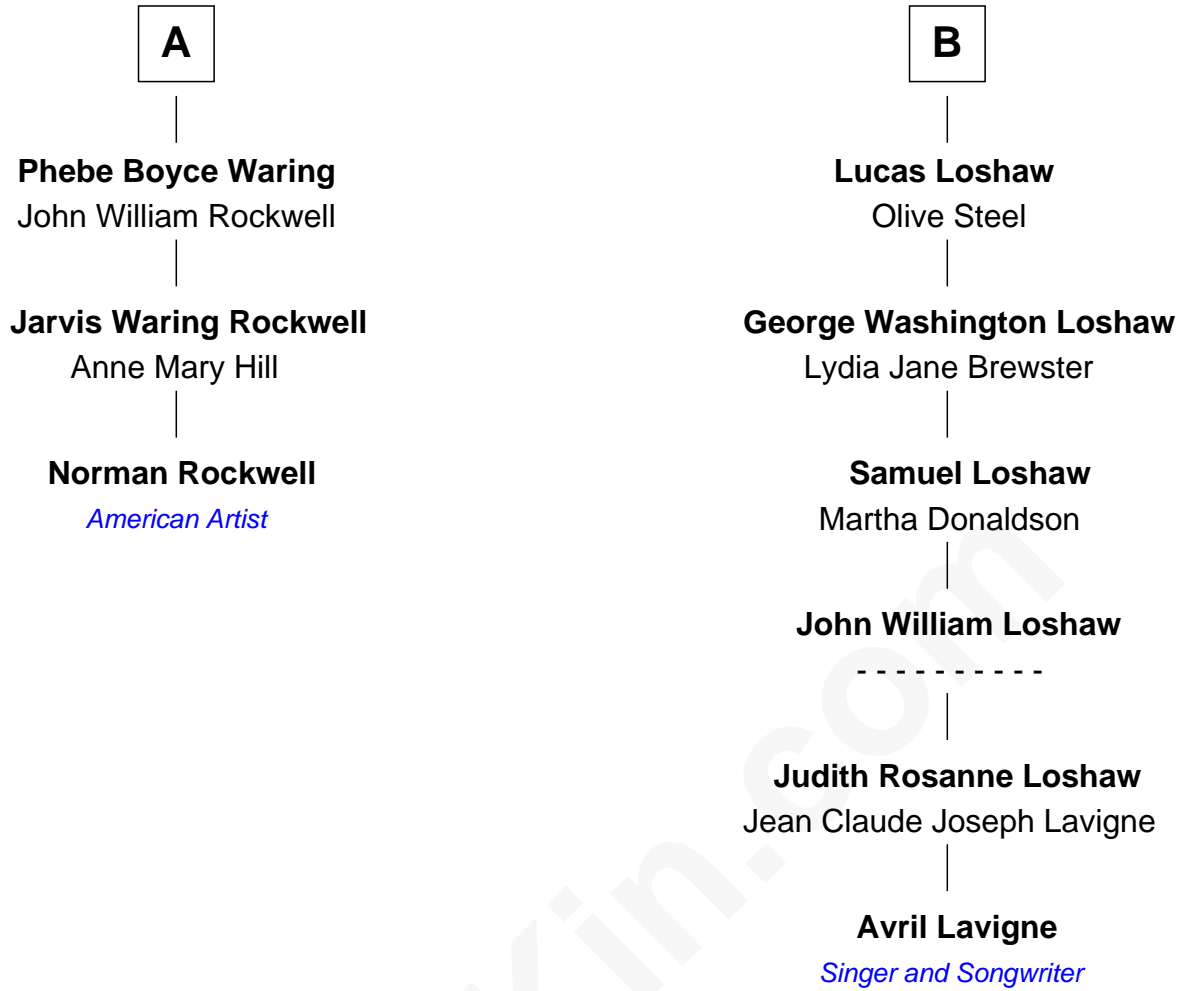 A
Phebe Boyce Waring
John William Rockwell
Jarvis Waring Rockwell
Anne Mary Hill
Norman Rockwell
American Artist
B
Lucas Loshaw
Olive Steel
George Washington Loshaw
Lydia Jane Brewster
Samuel Loshaw
Martha Donaldson
John William Loshaw
- - - - - - - - - -
Judith Rosanne Loshaw
Jean Claude Joseph Lavigne
Avril Lavigne
Singer and Songwriter
Kin.com